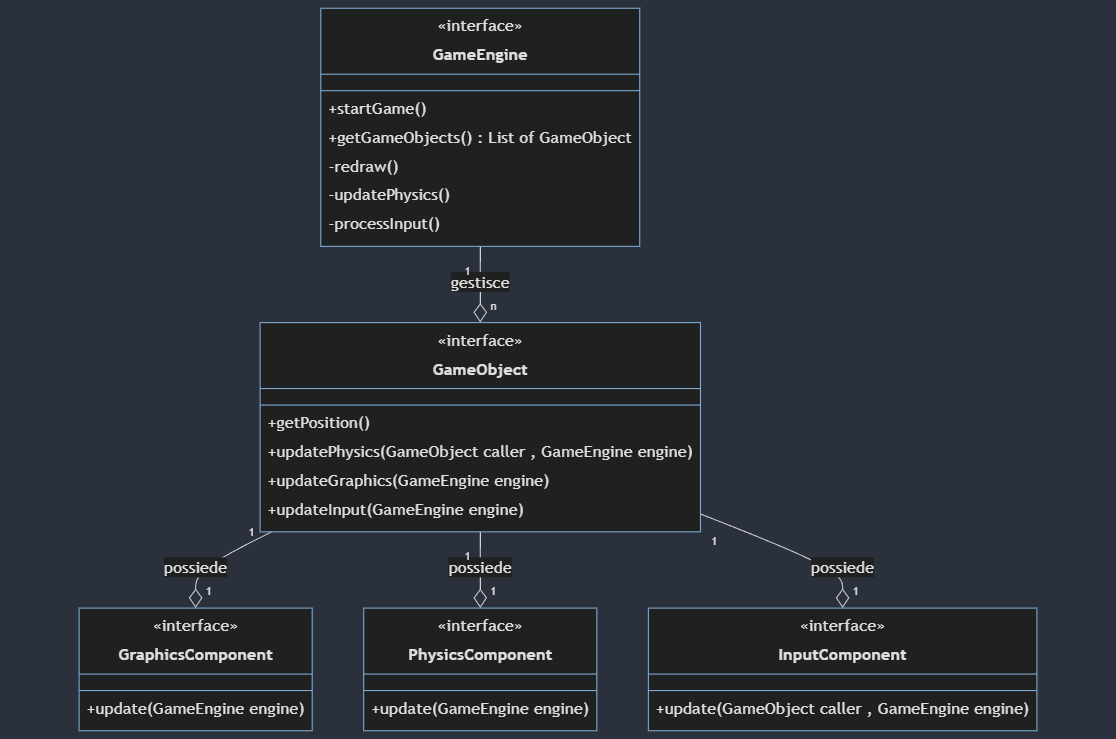 «interface»
GameEngine
+startGame()
+getGameObjects() : List of GameObject
-redraw()
-updatePhysics()
-processInput()
1
gestisce
n
«interface»
GameObject
+getPosition()
+updatePhysics(GameObject caller , GameEngine engine)
+updateGraphics(GameEngine engine)
+updateInput(GameEngine engine)
1
possiede
1
1
possiede
1
1
possiede
1
«interface»
GraphicsComponent
+update(GameEngine engine)
«interface»
PhysicsComponent
+update(GameEngine engine)
«interface»
InputComponent
+update(GameObject caller , GameEngine engine)